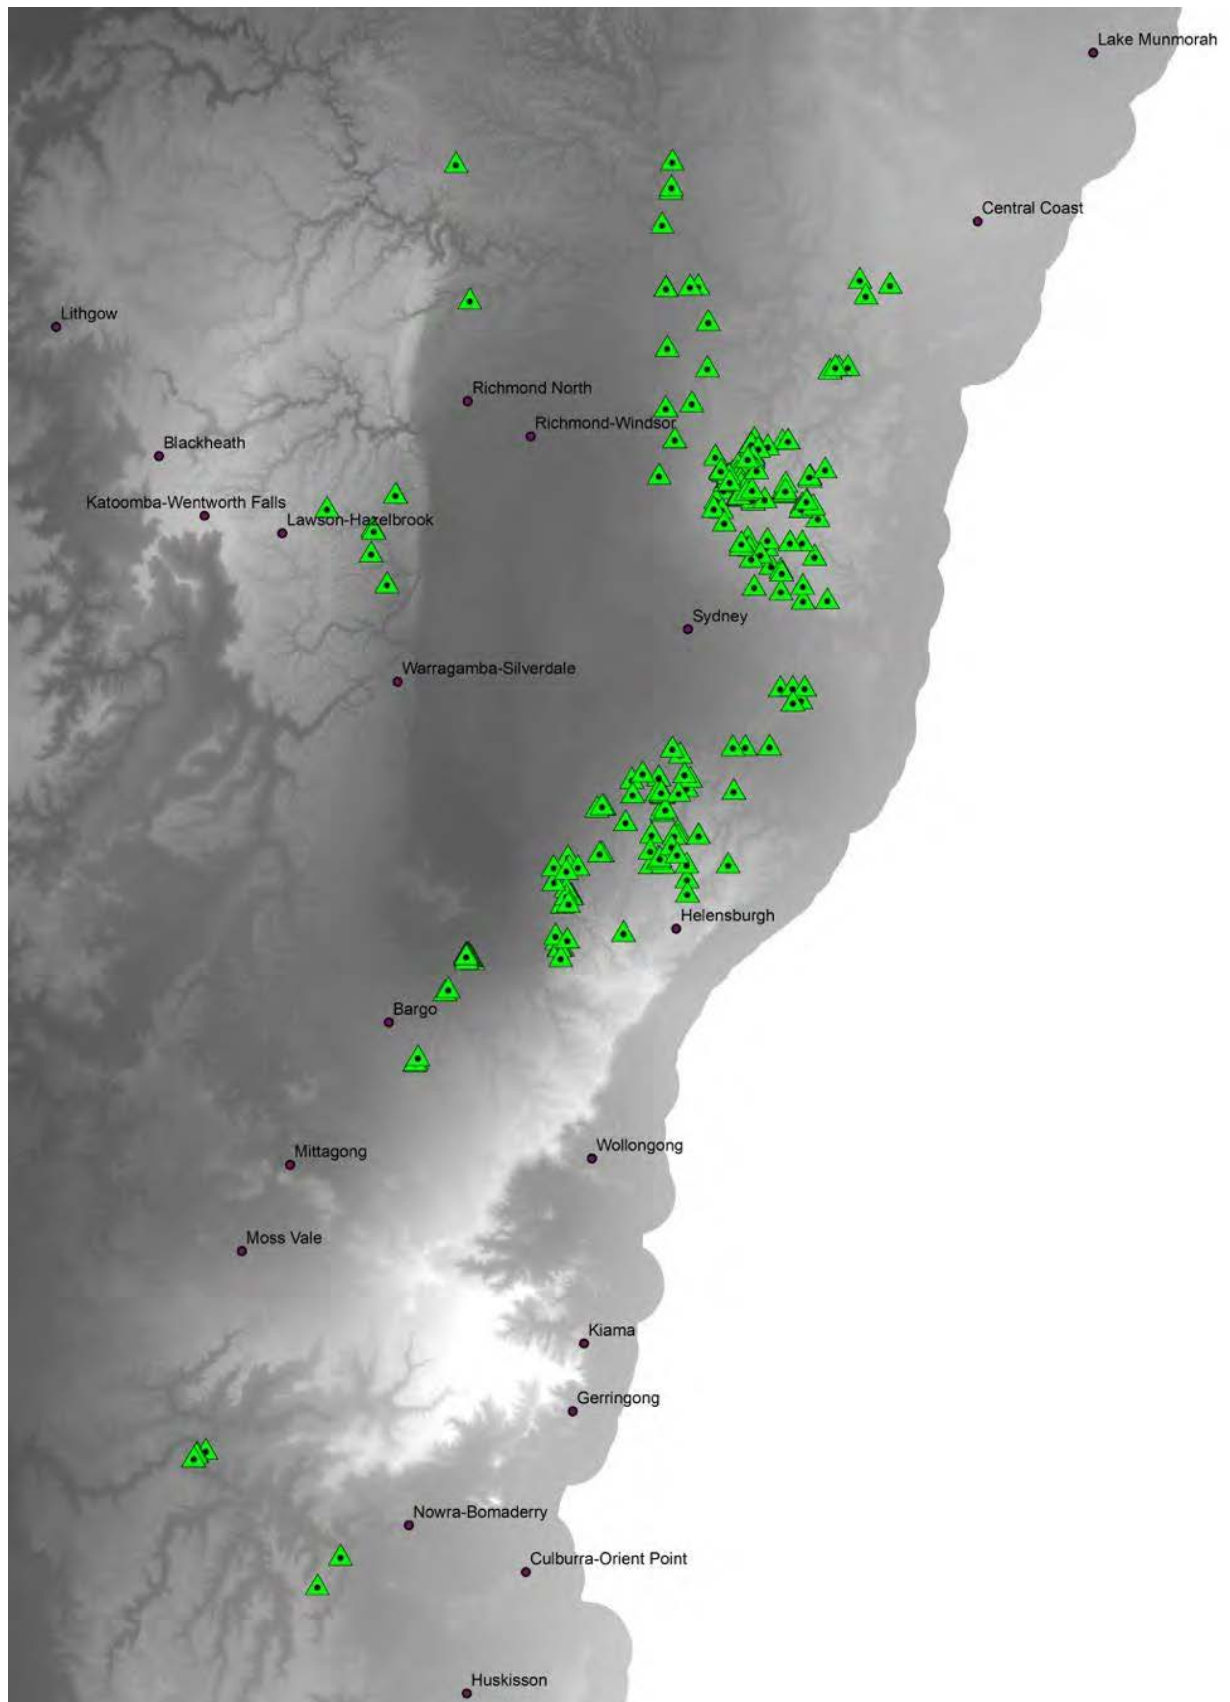 Lake Munmorah
Central Coast
Lithgow
Richmond North
Richmond-Windsor
Blackheath
Katoomba-Wentworth Falls
Lawson-Hazelbrook
Sydney
Warragamba-Silverdale
Helensburgh
Bargo
Wollongong
Mittagong
Moss Vale
Kiama
Gerringong
Nowra-Bomaderry
Culburra-Orient Point
Huskisson